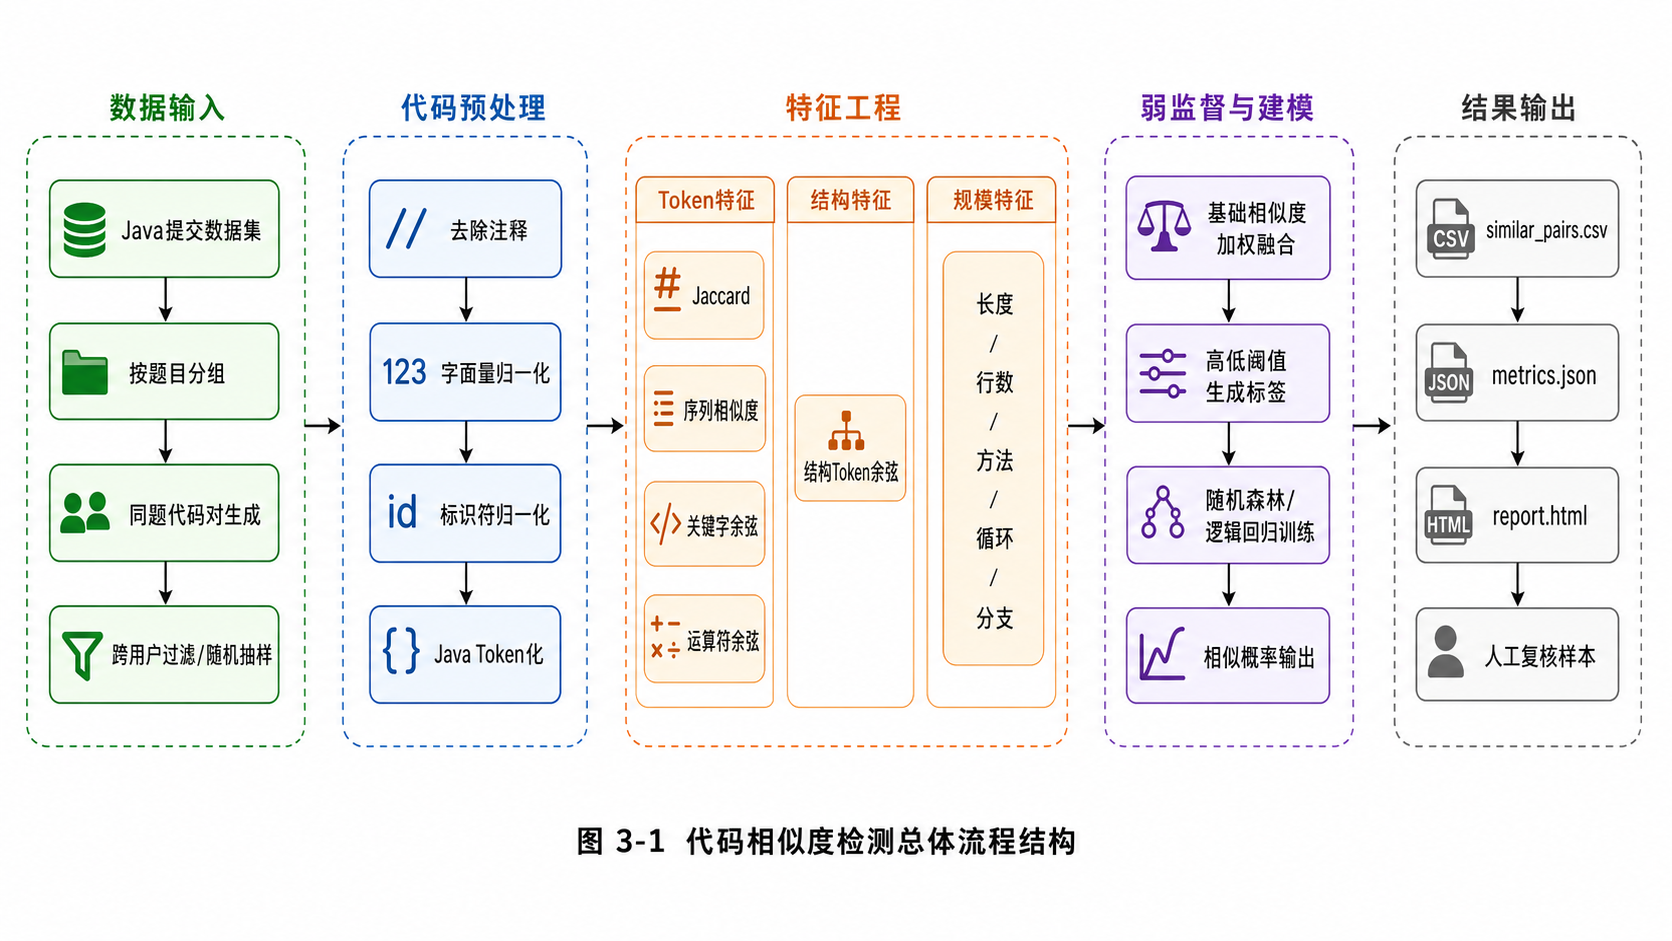 数据输入
Java提交数据集
按题目分组
同题代码对生成
跨用户过滤/随机抽样
代码预处理
//
去除注释
123
字面量归一化
id
标识符归一化
{}
Java Token化
特征工程
Token特征
#
Jaccard
序列相似度
</>
关键字余弦
+ −
× ÷
运算符余弦
结构特征
结构Token余弦
规模特征
长度
/
行数
/
方法
/
循环
/
分支
弱监督与建模
基础相似度
加权融合
高低阈值
生成标签
随机森林/
逻辑回归训练
相似概率输出
结果输出
CSV
similar_pairs.csv
JSON
metrics.json
HTML
report.html
人工复核样本
图 3-1 代码相似度检测总体流程结构